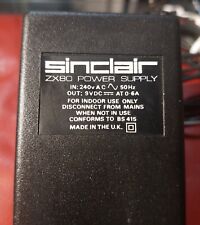 sinclair
ZX80 POWER SUPPLY
IN: 240v AC ∿ 50Hz
OUT: 9VDC ⎓ AT 0·6A
FOR INDOOR USE ONLY
DISCONNECT FROM MAINS
WHEN NOT IN USE
CONFORMS TO BS 415
MADE IN THE U.K.